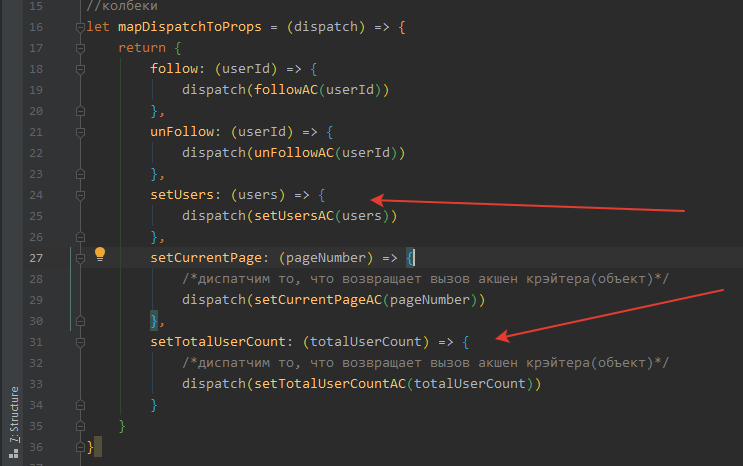 15 //колбеки
16 let mapDispatchToProps = (dispatch) => {
17 return {
18 follow: (userId) => {
19 dispatch(followAC(userId))
20 },
21 unFollow: (userId) => {
22 dispatch(unFollowAC(userId))
23 },
24 setUsers: (users) => {
25 dispatch(setUsersAC(users))
26 },
27 setCurrentPage: (pageNumber) => {
28 /*диспатчим то, что возвращает вызов акшен крэйтера(объект)*/
29 dispatch(setCurrentPageAC(pageNumber))
30 },
31 setTotalUserCount: (totalUserCount) => {
32 /*диспатчим то, что возвращает вызов акшен крэйтера(объект)*/
33 dispatch(setTotalUserCountAC(totalUserCount))
34 }
35 }
36 }
7: Structure